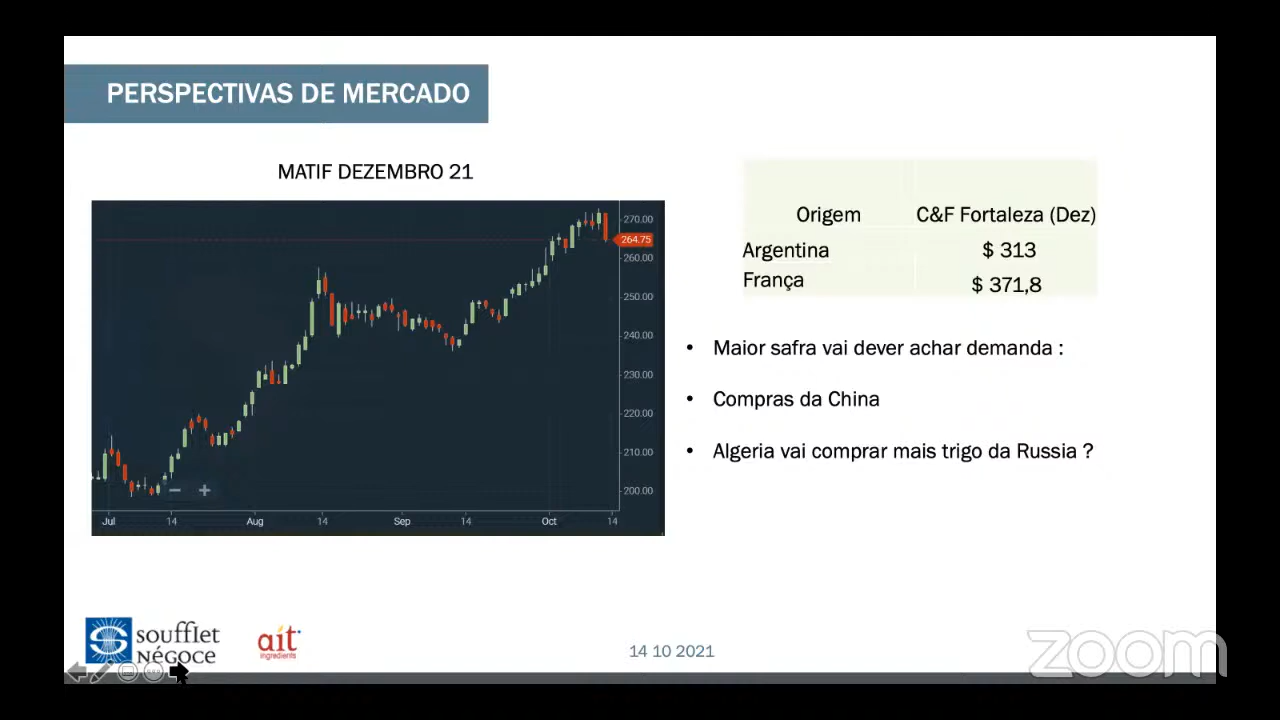 PERSPECTIVAS DE MERCADO
MATIF DEZEMBRO 21
270.00
264.75
260.00
250.00
240.00
230.00
220.00
210.00
200.00
Jul 14 Aug 14 Sep 14 Oct 14
Origem C&F Fortaleza (Dez)
Argentina $ 313
França $ 371,8
• Maior safra vai dever achar demanda :
• Compras da China
• Algeria vai comprar mais trigo da Russia ?
soufflet
négoce
ait
ingredients
14 10 2021
zoom